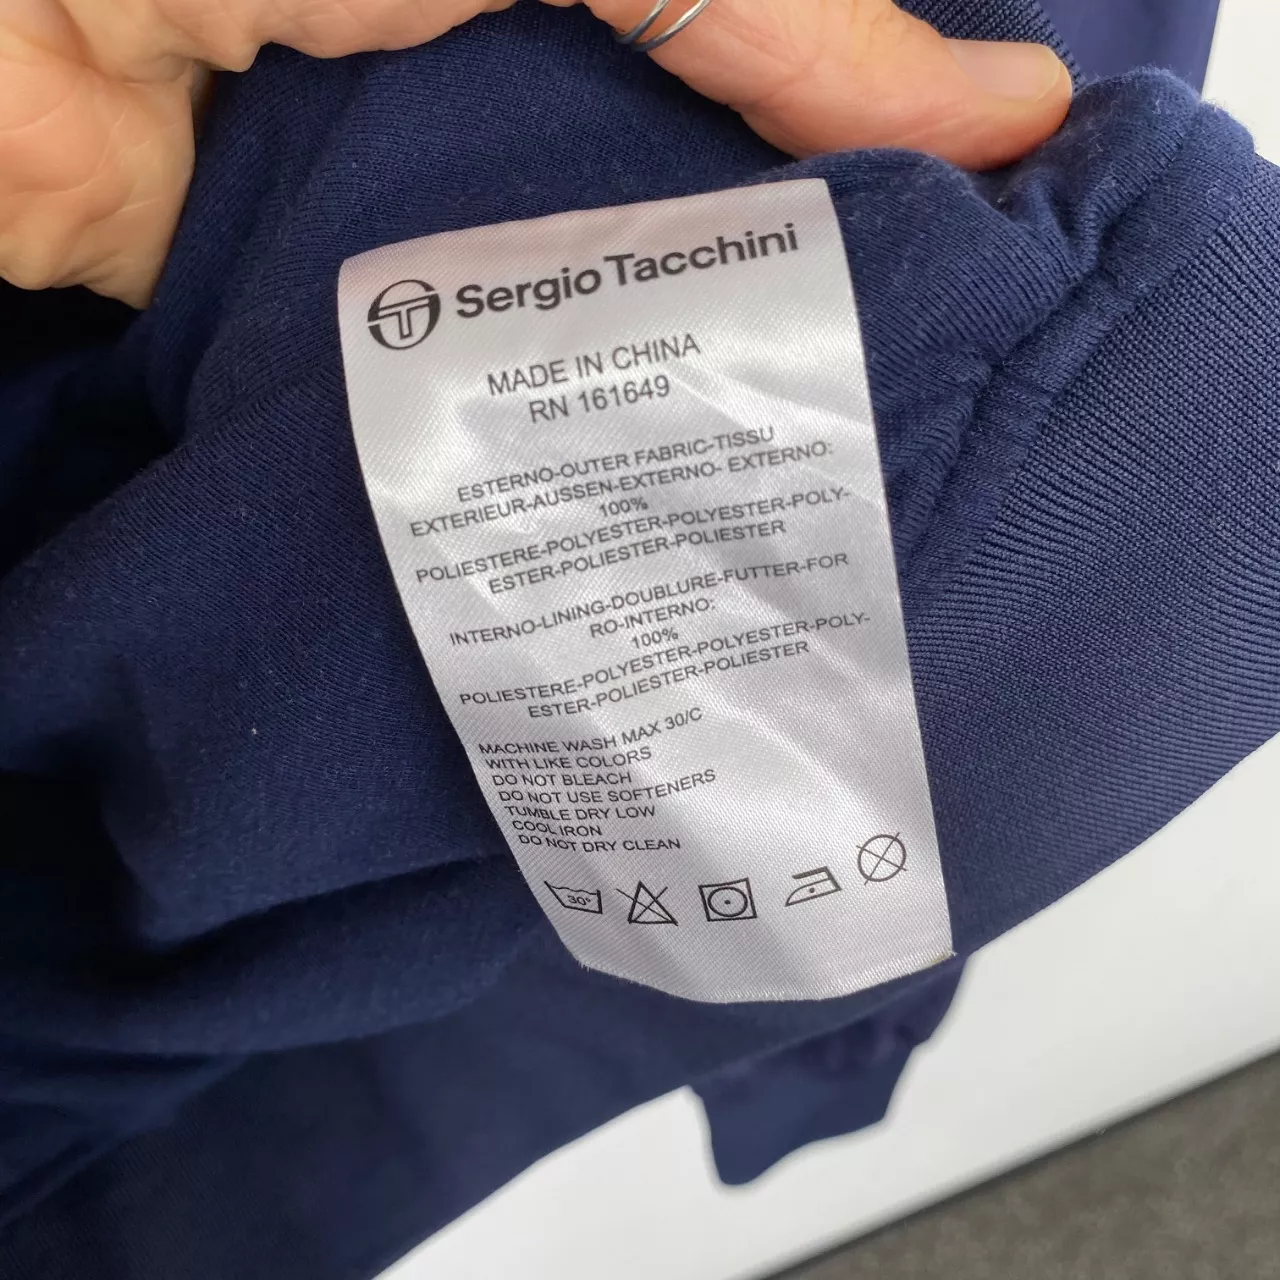 Sergio Tacchini
MADE IN CHINA
RN 161649
ESTERNO-OUTER FABRIC-TISSU
EXTERIEUR-AUSSEN-EXTERNO- EXTERNO:
100%
POLIESTERE-POLYESTER-POLYESTER-POLY-
ESTER-POLIESTER-POLIESTER
INTERNO-LINING-DOUBLURE-FUTTER-FOR
RO-INTERNO:
100%
POLIESTERE-POLYESTER-POLYESTER-POLY-
ESTER-POLIESTER-POLIESTER
MACHINE WASH MAX 30/C
WITH LIKE COLORS
DO NOT BLEACH
DO NOT USE SOFTENERS
TUMBLE DRY LOW
COOL IRON
DO NOT DRY CLEAN
30°